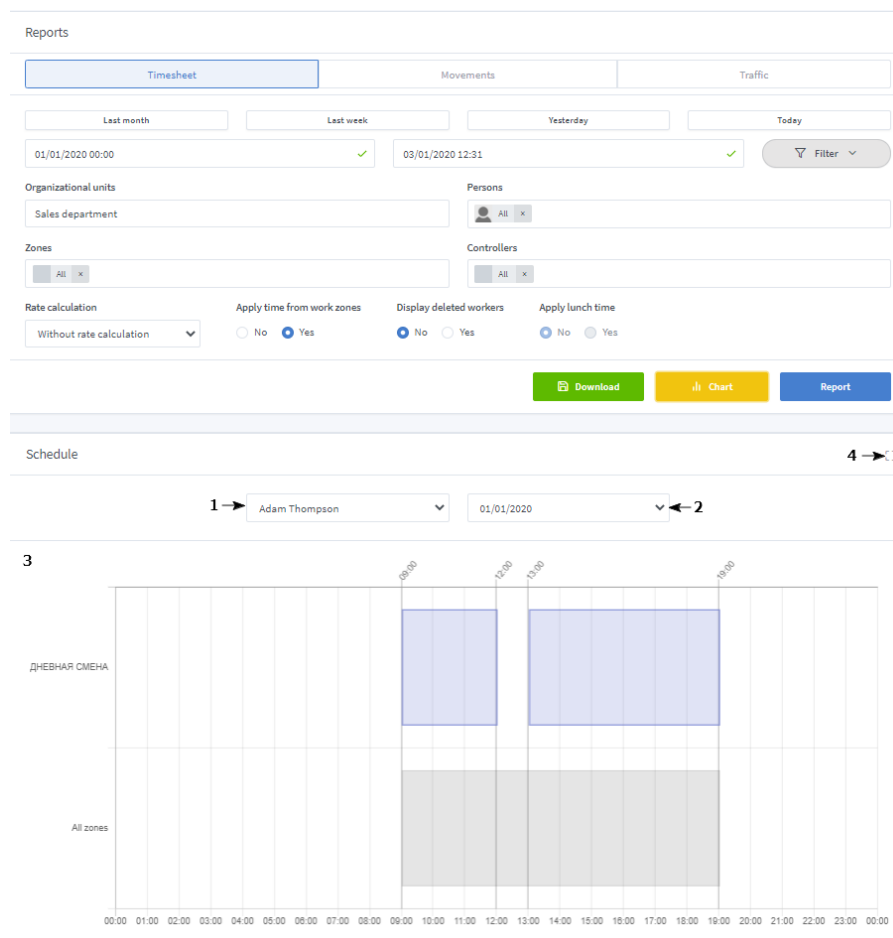 Reports
Timesheet Movements Traffic
Last month Last week Yesterday Today
01/01/2020 00:00 03/01/2020 12:31 Filter
Organizational units Persons
Sales department All ×
Zones Controllers
All × All ×
Rate calculation Apply time from work zones Display deleted workers Apply lunch time
Without rate calculation No Yes No Yes No Yes
Download Chart Report
Schedule 4
1 Adam Thompson 01/01/2020 2
3
09:00 12:00 13:00 19:00
ДНЕВНАЯ СМЕНА
All zones
00:00 01:00 02:00 03:00 04:00 05:00 06:00 07:00 08:00 09:00 10:00 11:00 12:00 13:00 14:00 15:00 16:00 17:00 18:00 19:00 20:00 21:00 22:00 23:00 00:00